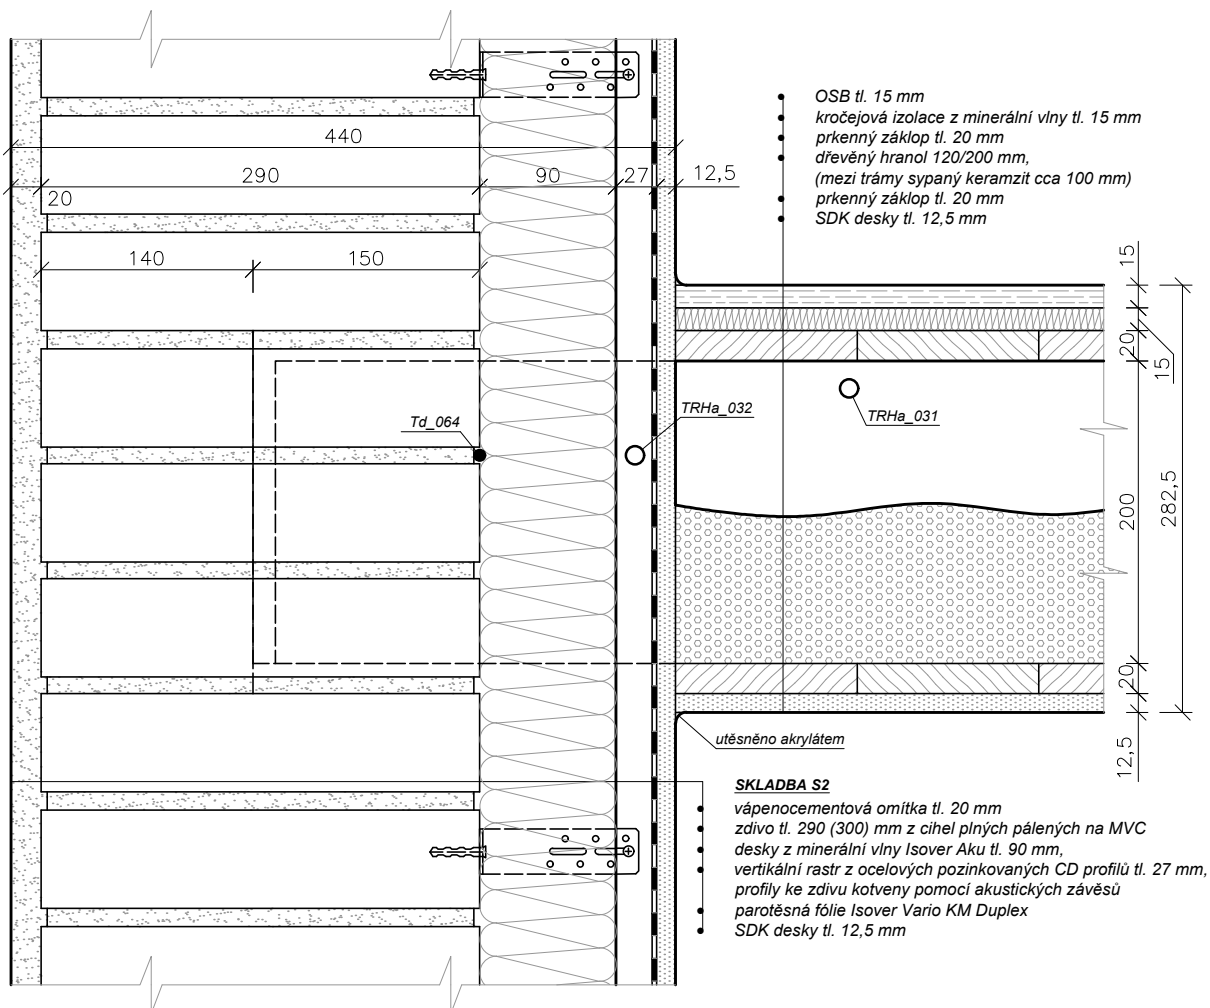 OSB tl. 15 mm
kročejová izolace z minerální vlny tl. 15 mm
prkenný záklop tl. 20 mm
dřevěný hranol 120/200 mm,
(mezi trámy sypaný keramzit cca 100 mm)
prkenný záklop tl. 20 mm
SDK desky tl. 12,5 mm
440
290
90
27
12,5
20
140
150
15
20
15
200
282,5
20
12,5
Td_064
TRHa_032
TRHa_031
utěsněno akrylátem
SKLADBA S2
vápenocementová omítka tl. 20 mm
zdivo tl. 290 (300) mm z cihel plných pálených na MVC
desky z minerální vlny Isover Aku tl. 90 mm,
vertikální rastr z ocelových pozinkovaných CD profilů tl. 27 mm,
profily ke zdivu kotveny pomocí akustických závěsů
parotěsná fólie Isover Vario KM Duplex
SDK desky tl. 12,5 mm